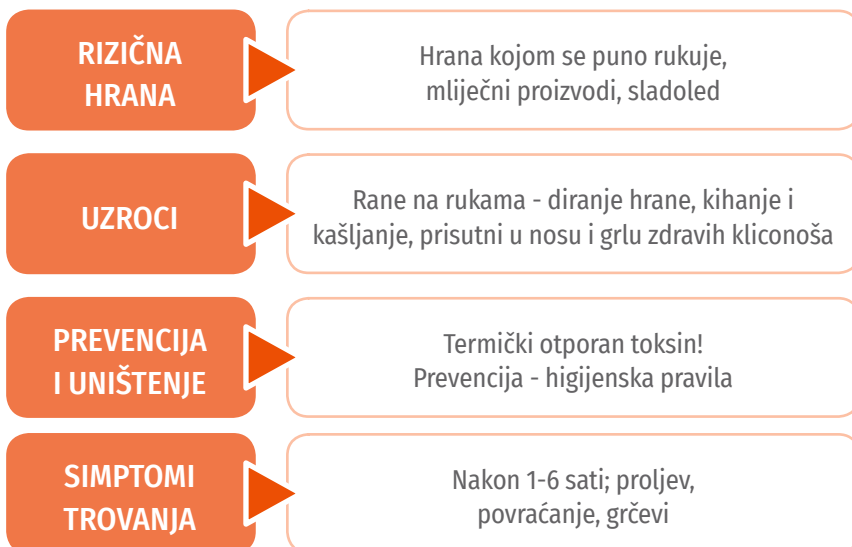 RIZIČNA
HRANA
Hrana kojom se puno rukuje,
mliječni proizvodi, sladoled
UZROCI
Rane na rukama - diranje hrane, kihanje i
kašljanje, prisutni u nosu i grlu zdravih kliconoša
PREVENCIJA
I UNIŠTENJE
Termički otporan toksin!
Prevencija - higijenska pravila
SIMPTOMI
TROVANJA
Nakon 1-6 sati; proljev,
povraćanje, grčevi